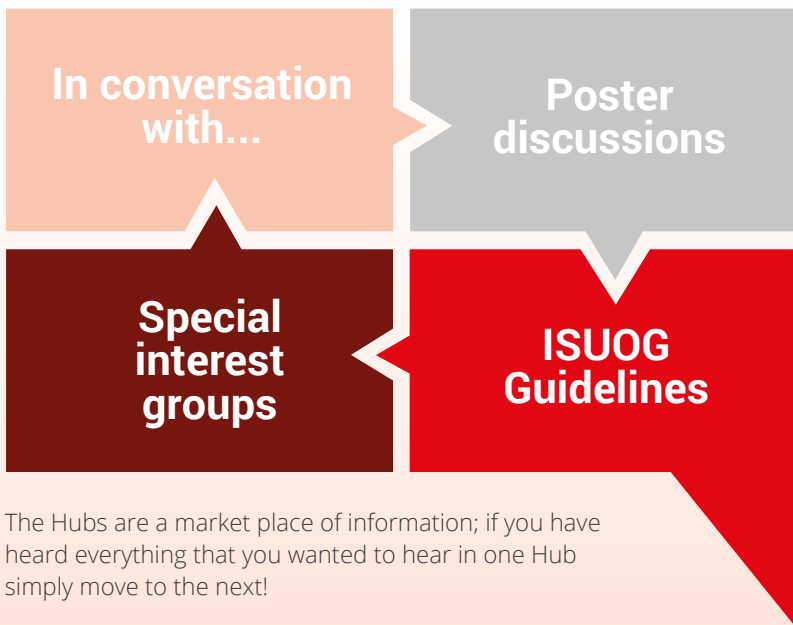 In conversation
with...
Poster
discussions
Special
interest
groups
ISUOG
Guidelines
The Hubs are a market place of information; if you have
heard everything that you wanted to hear in one Hub
simply move to the next!